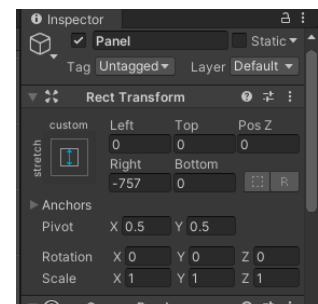 Inspector
Panel Static
Tag Untagged Layer Default
Rect Transform
custom Left Top Pos Z
stretch 0 0 0
Right Bottom
-757 0 R
Anchors
Pivot X 0.5 Y 0.5
Rotation X 0 Y 0 Z 0
Scale X 1 Y 1 Z 1